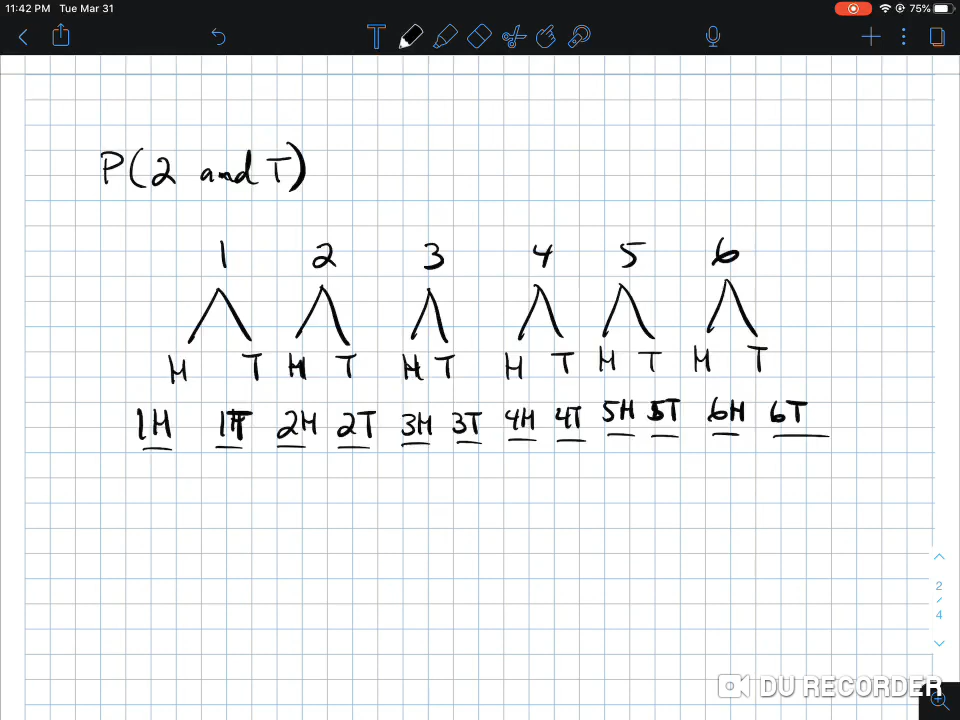 11:42 PM Tue Mar 31 75%
T
P(2 and T)
1 2 3 4 5 6
H T H T H T H T H T H T
1H 1T 2H 2T 3H 3T 4H 4T 5H 5T 6H 6T
2
4
DU RECORDER